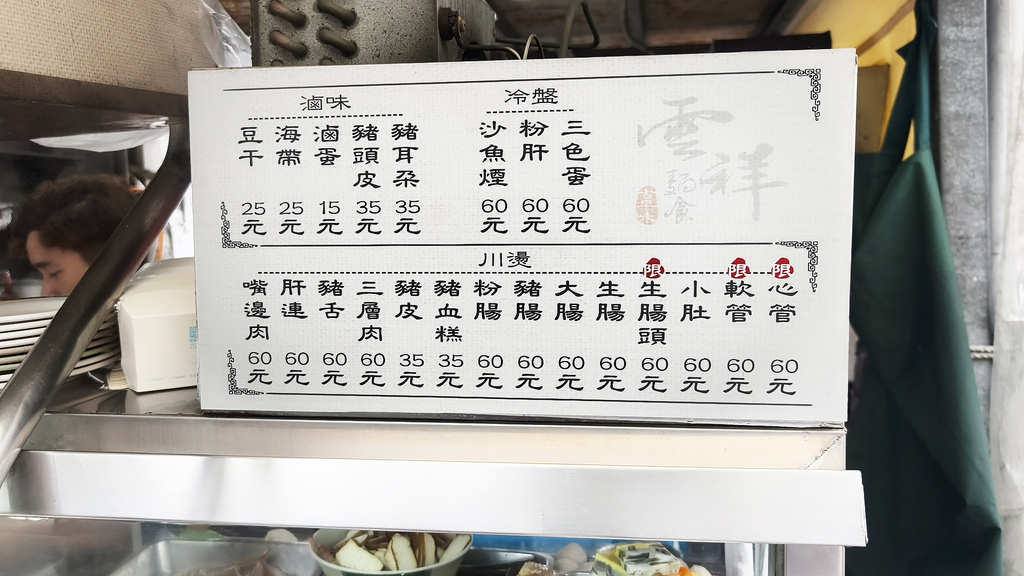 滷味
豆干 25元
海帶 25元
滷蛋 15元
豬頭皮 35元
豬耳朶 35元
冷盤
沙魚煙 60元
粉肝 60元
三色蛋 60元
雲祥
麵食
川燙
嘴邊肉 60元
肝連 60元
豬舌 60元
三層肉 60元
豬皮 35元
豬血糕 35元
粉腸 60元
豬腸 60元
大腸 60元
生腸 60元
限 生腸頭 60元
小肚 60元
限 軟管 60元
限 心管 60元